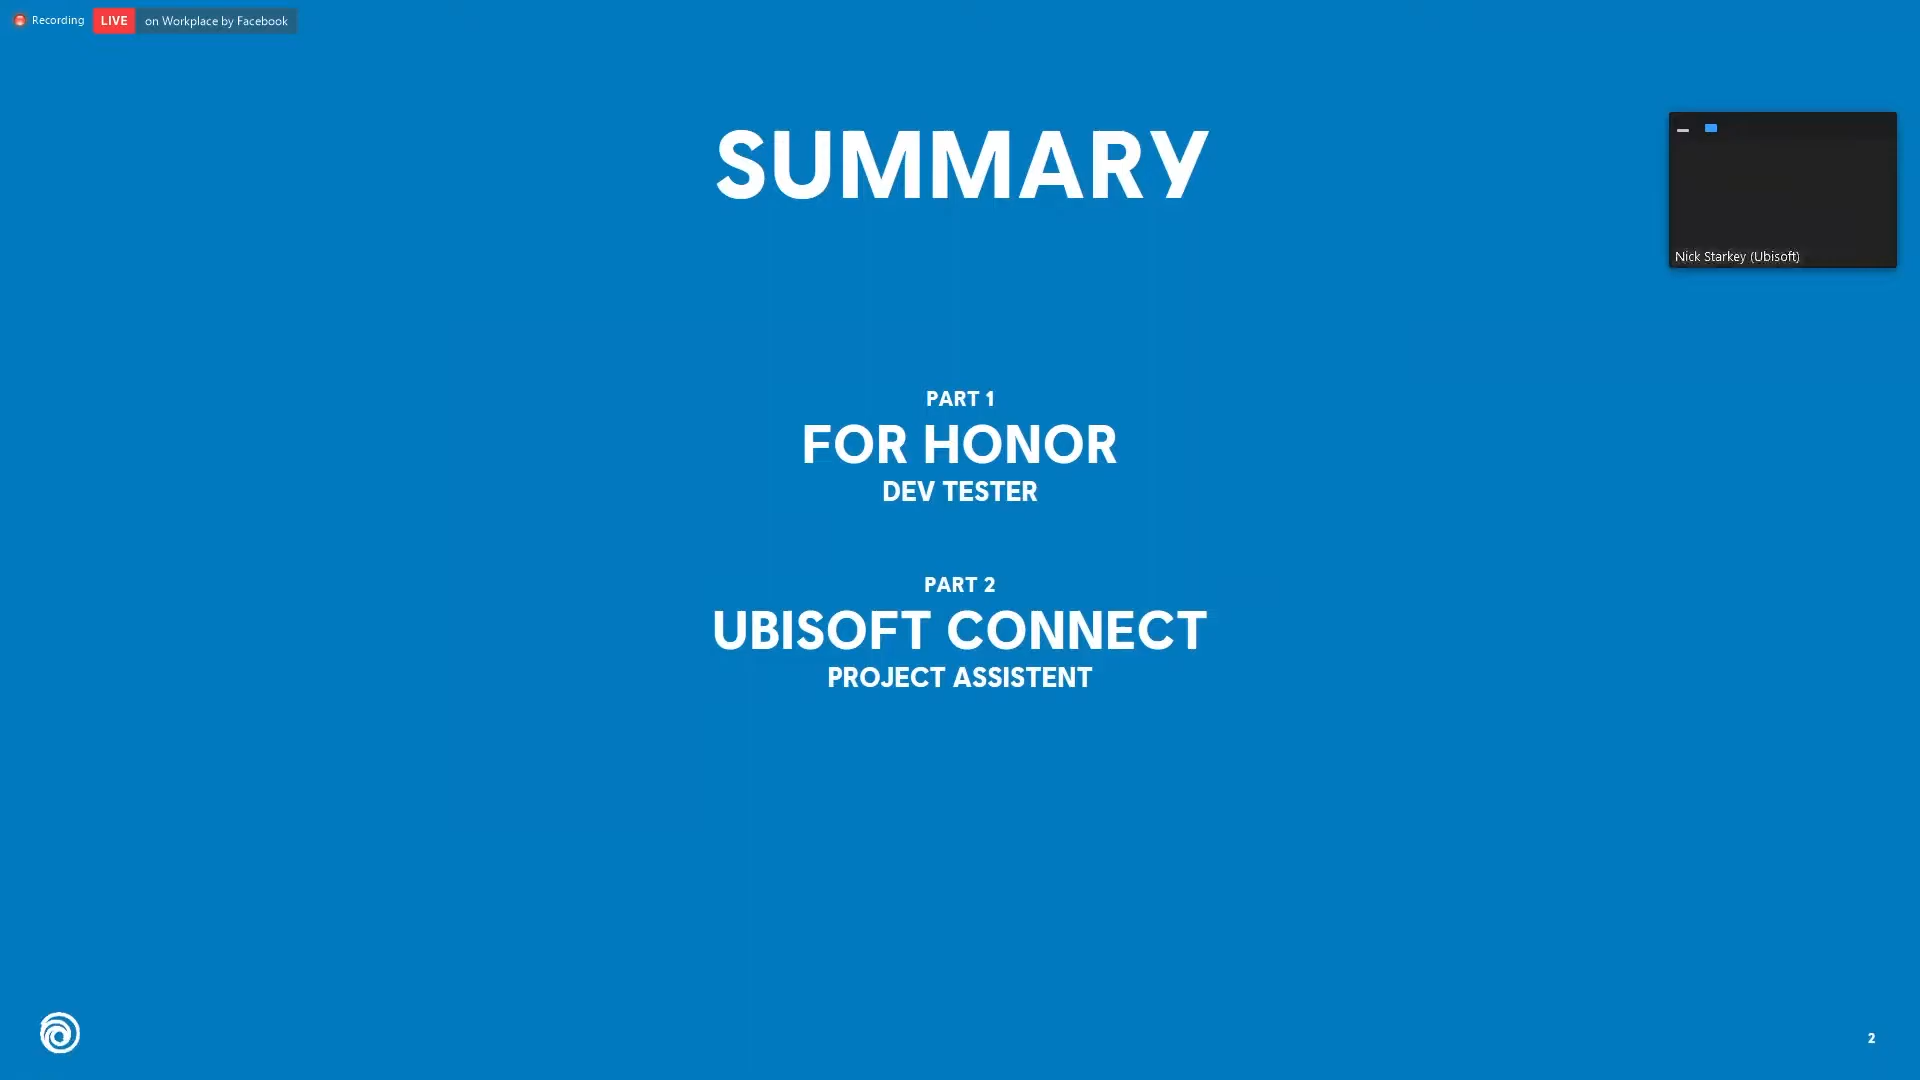 Recording
LIVE on Workplace by Facebook
SUMMARY
Nick Starkey (Ubisoft)
PART 1
FOR HONOR
DEV TESTER
PART 2
UBISOFT CONNECT
PROJECT ASSISTENT
2